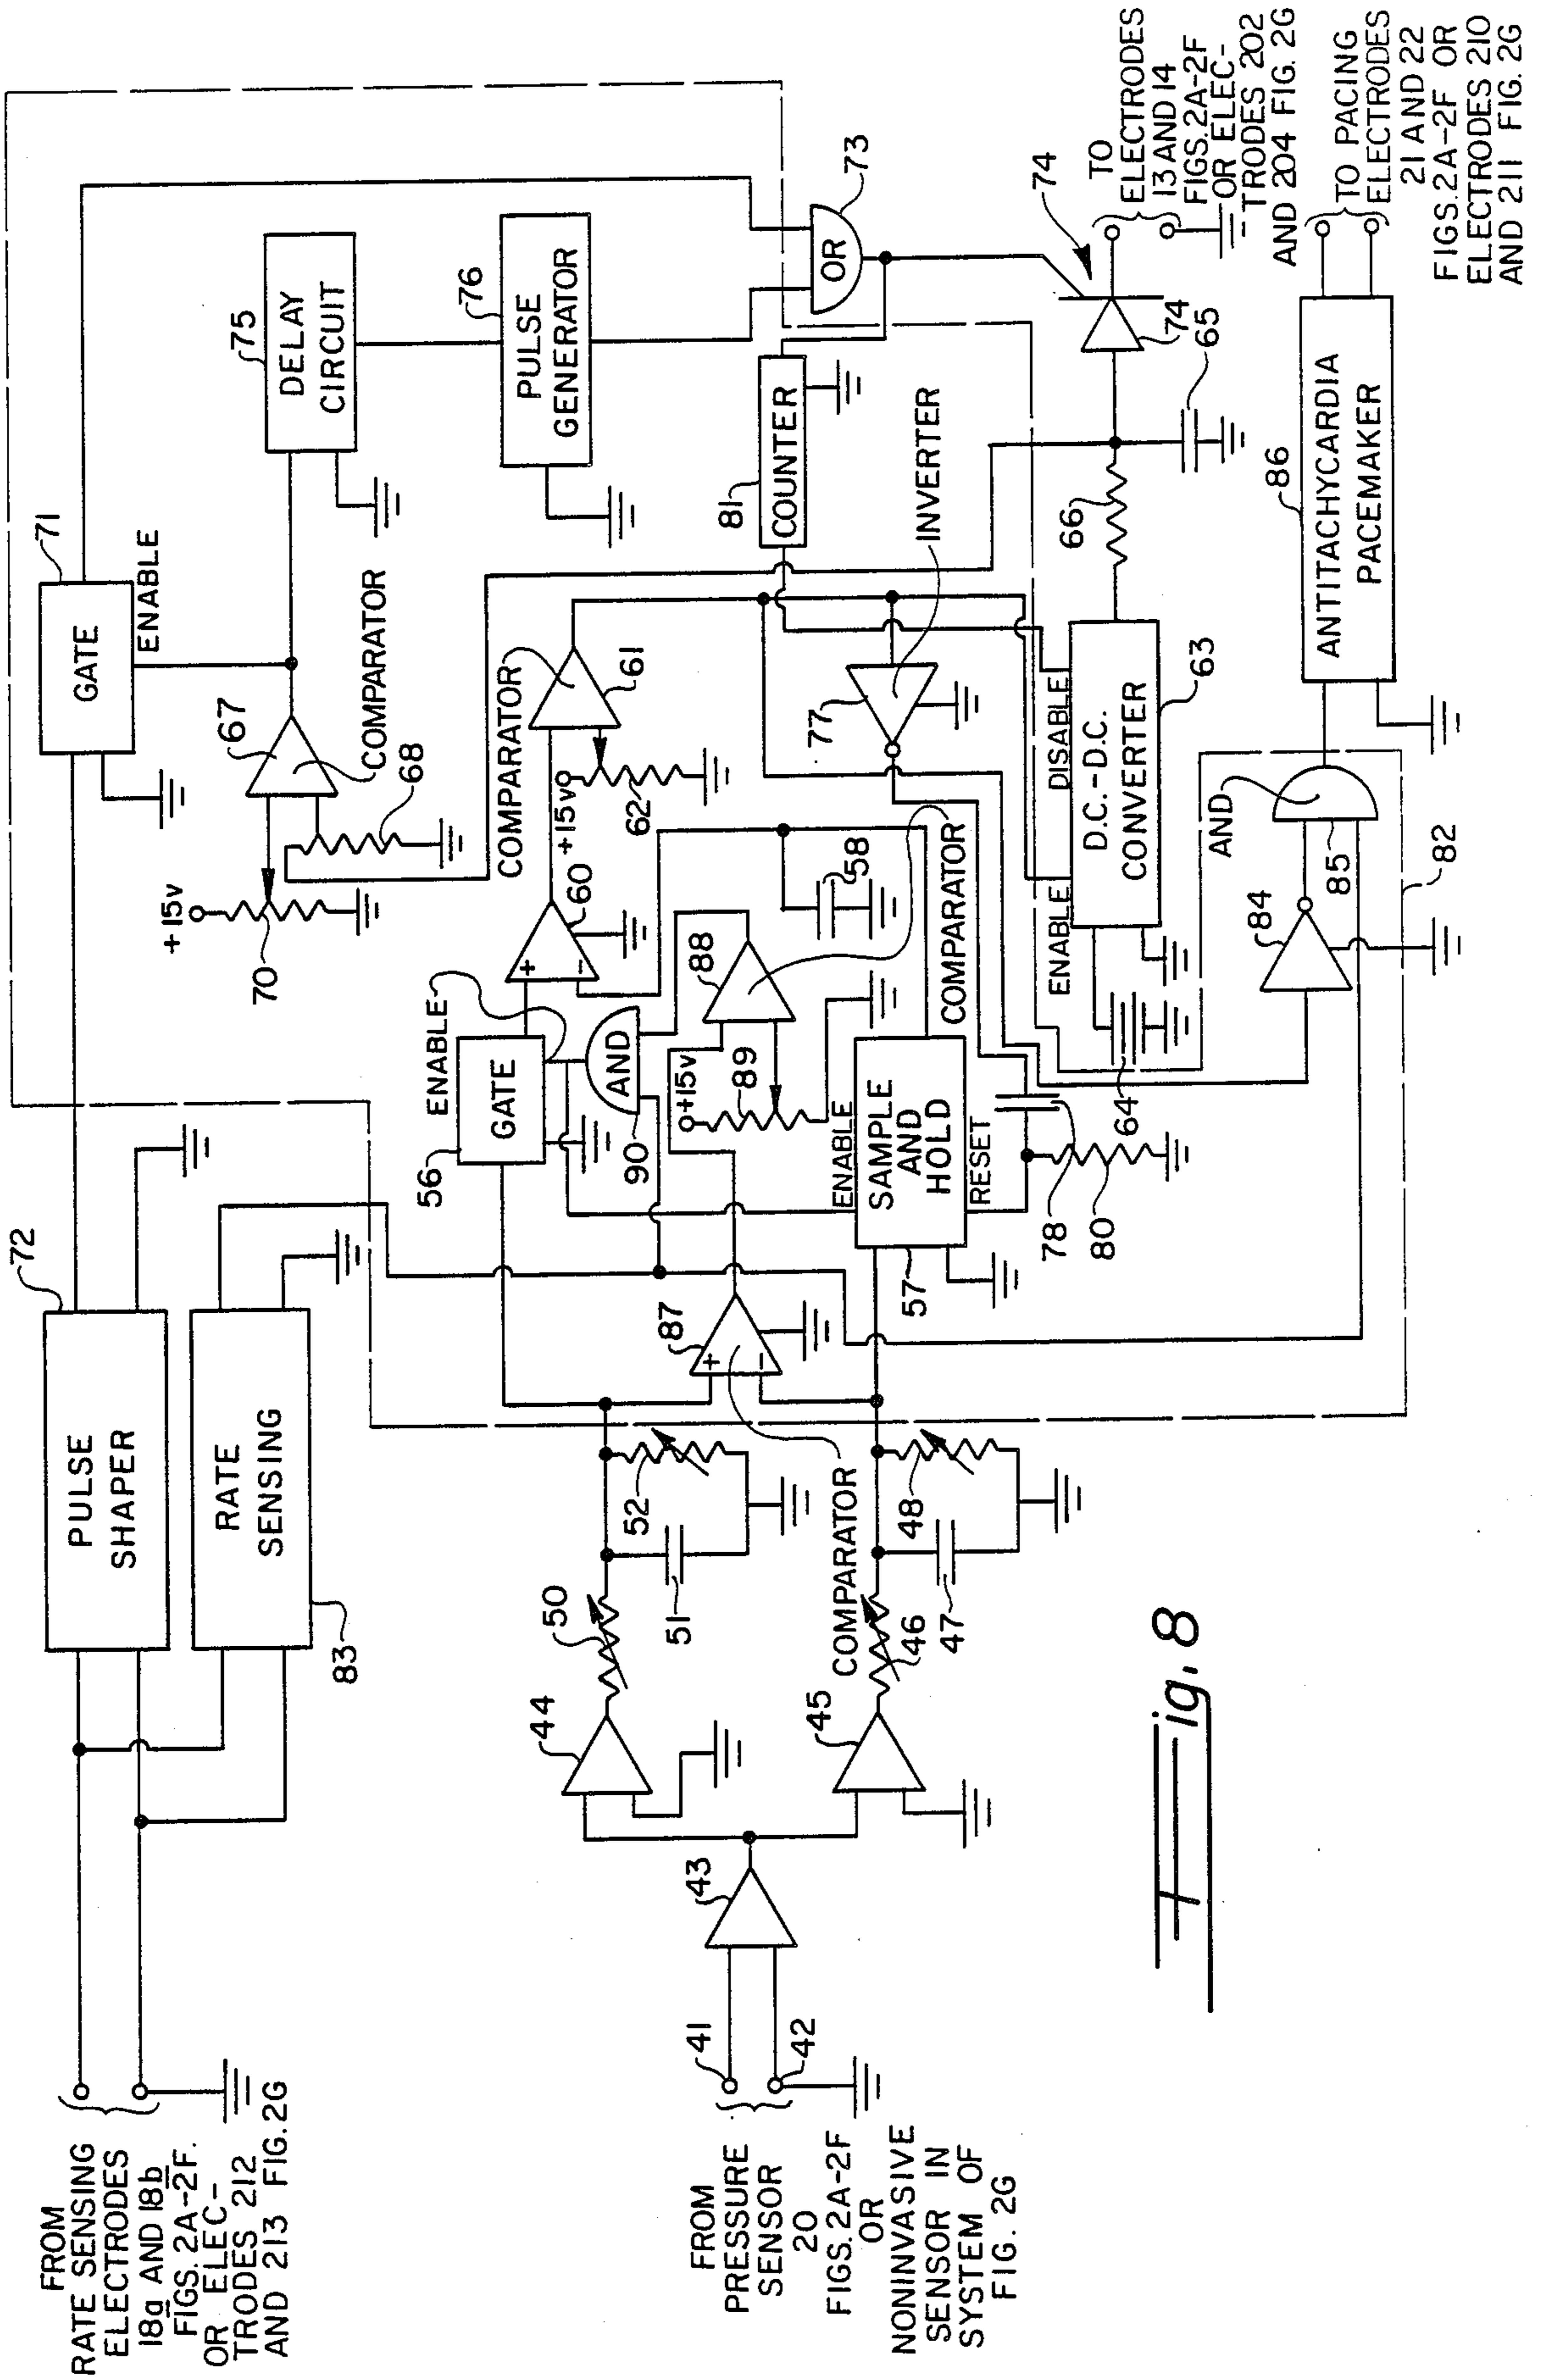 FROM
RATE SENSING
ELECTRODES
18a AND 18b
FIGS. 2A-2F.
OR ELEC-
TRODES 212
AND 213 FIG. 2G
72
PULSE
SHAPER
RATE
SENSING
83
GATE
71
ENABLE
+15v
70
67
COMPARATOR
68
75
DELAY
CIRCUIT
76
PULSE
GENERATOR
OR
73
FROM
PRESSURE
SENSOR
20
FIGS. 2A-2F
OR
NONINVASIVE
SENSOR IN
SYSTEM OF
FIG. 2G
41
42
43
44
45
50
51
52
COMPARATOR
46
47
48
87
+
-
56
GATE
ENABLE
AND
90
+
-
60
COMPARATOR
61
+15v
62
88
+15v
89
58
COMPARATOR
ENABLE
SAMPLE
AND
HOLD
RESET
57
78
80
81
COUNTER
77
INVERTER
64
ENABLE
DISABLE
D.C.-D.C.
CONVERTER
63
66
65
74
74
TO
ELECTRODES
13 AND 14
FIGS. 2A-2F
OR ELEC-
TRODES 202
AND 204 FIG. 2G
84
AND
85
82
86
ANTITACHYCARDIA
PACEMAKER
TO PACING
ELECTRODES
21 AND 22
FIGS. 2A-2F OR
ELECTRODES 210
AND 211 FIG. 2G
Fig. 8